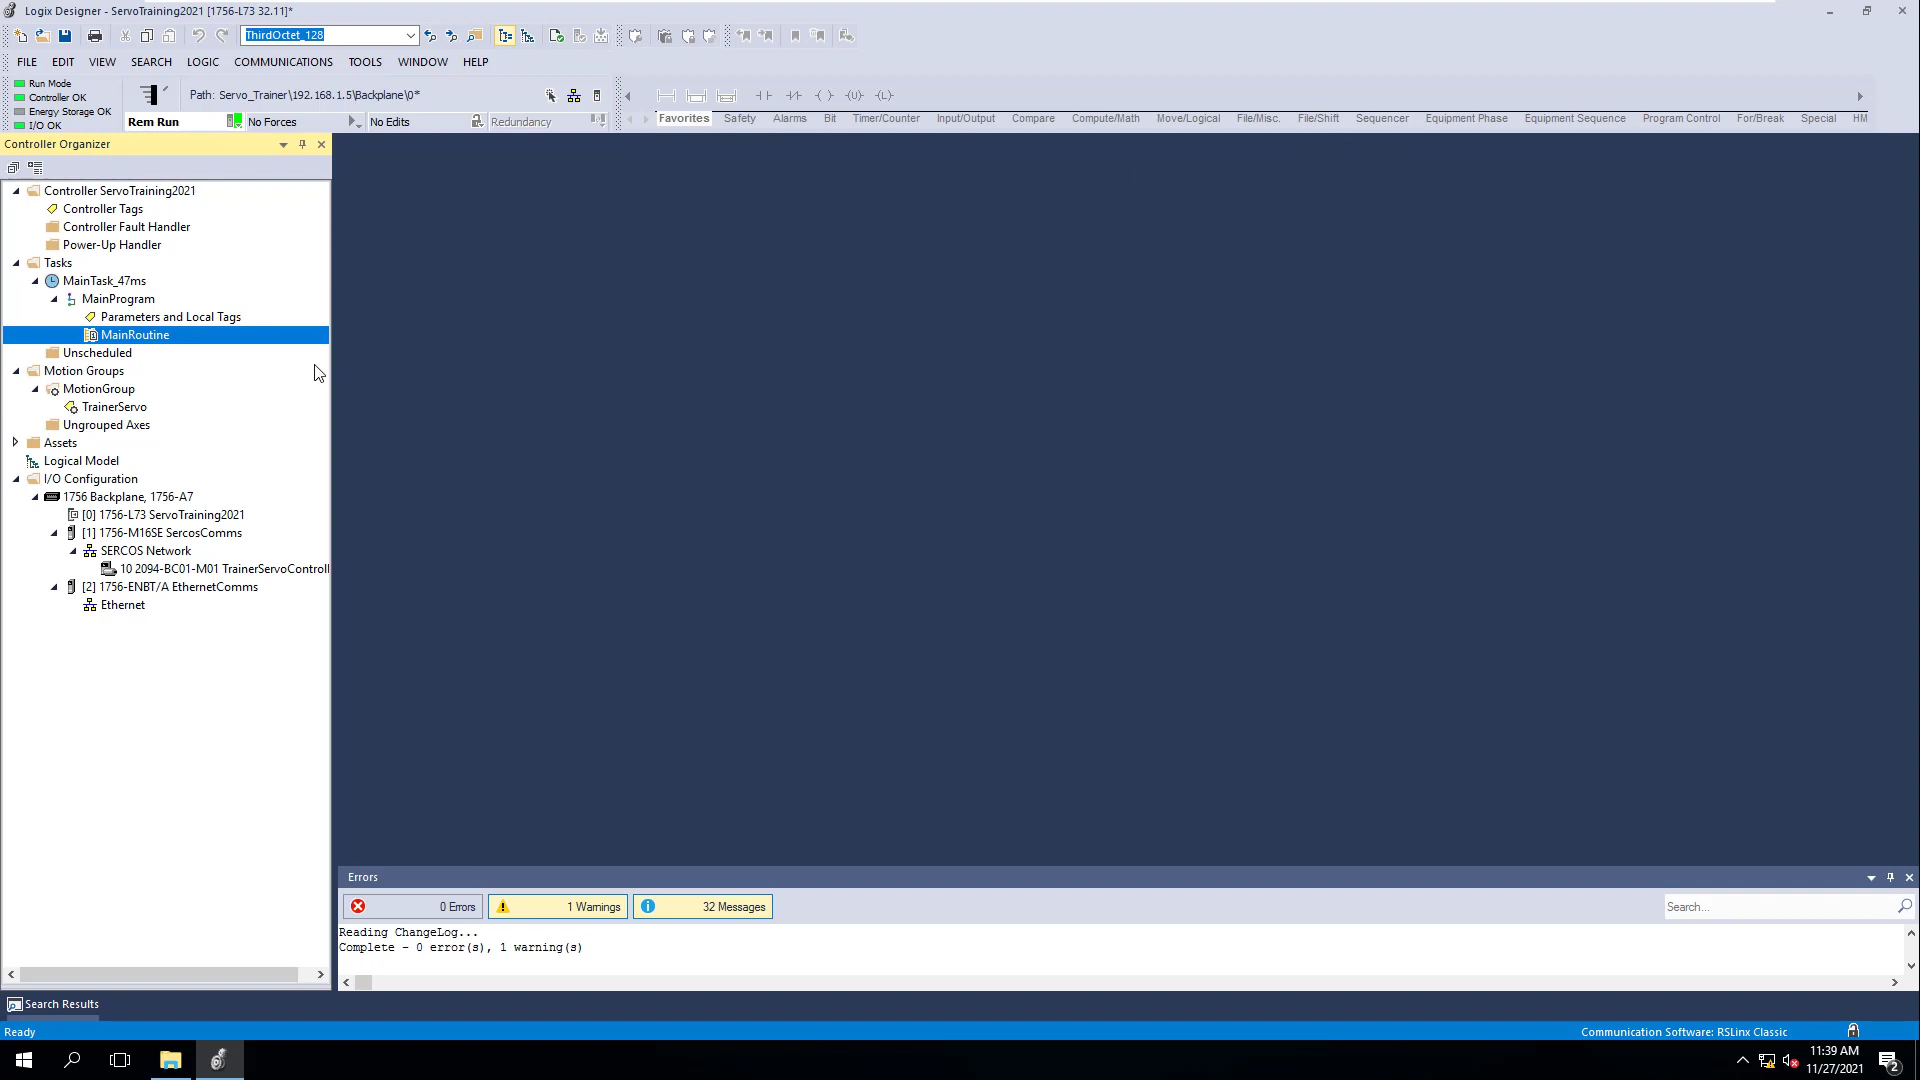 Logix Designer - ServoTraining2021 [1756-L73 32.11]*
ThirdOctet_128
FILE EDIT VIEW SEARCH LOGIC COMMUNICATIONS TOOLS WINDOW HELP
Run Mode
Controller OK
Energy Storage OK
I/O OK
Path: Servo_Trainer\192.168.1.5\Backplane\0*
Rem Run No Forces No Edits Redundancy
Favorites Safety Alarms Bit Timer/Counter Input/Output Compare Compute/Math Move/Logical File/Misc. File/Shift Sequencer Equipment Phase Equipment Sequence Program Control For/Break Special HM
Controller Organizer
Controller ServoTraining2021
Controller Tags
Controller Fault Handler
Power-Up Handler
Tasks
MainTask_47ms
MainProgram
Parameters and Local Tags
MainRoutine
Unscheduled
Motion Groups
MotionGroup
TrainerServo
Ungrouped Axes
Assets
Logical Model
I/O Configuration
1756 Backplane, 1756-A7
[0] 1756-L73 ServoTraining2021
[1] 1756-M16SE SercosComms
SERCOS Network
10 2094-BC01-M01 TrainerServoControll
[2] 1756-ENBT/A EthernetComms
Ethernet
Errors
0 Errors 1 Warnings 32 Messages Search...
Reading ChangeLog...
Complete - 0 error(s), 1 warning(s)
Search Results
Ready Communication Software: RSLinx Classic
11:39 AM
11/27/2021
2